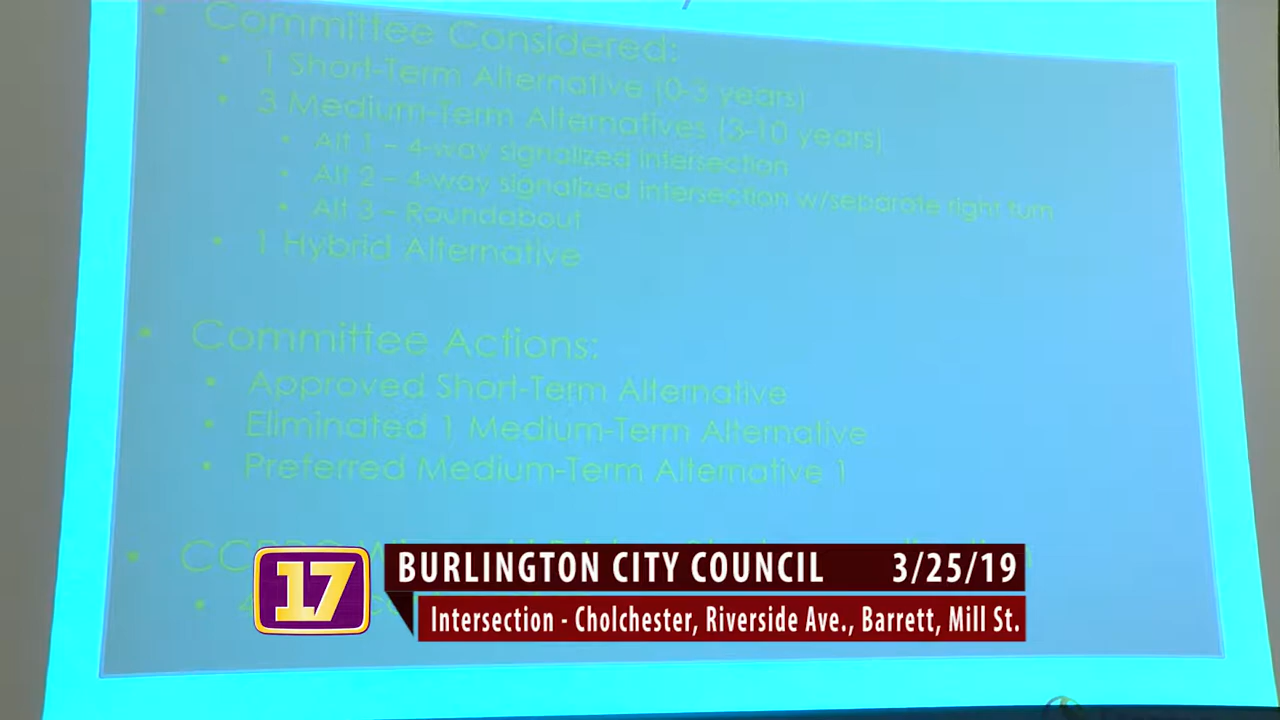 Committee Considered:
• 1 Short-Term Alternative (0-3 years)
• 3 Medium-Term Alternatives (3-10 years)
• Alt 1 – 4-way signalized intersection
• Alt 2 – 4-way signalized intersection w/separate right turn
• Alt 3 – Roundabout
• 1 Hybrid Alternative
• Committee Actions:
• Approved Short-Term Alternative
• Eliminated 1 Medium-Term Alternative
• Preferred Medium-Term Alternative 1
17
BURLINGTON CITY COUNCIL 3/25/19
Intersection - Cholchester, Riverside Ave., Barrett, Mill St.